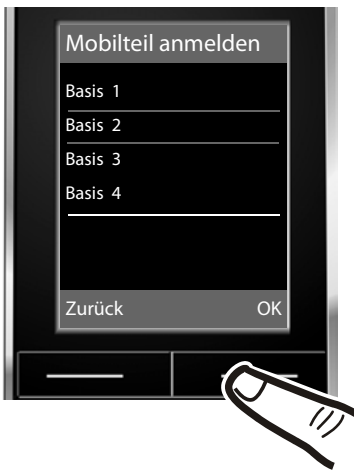 Mobilteil anmelden
Basis 1
Basis 2
Basis 3
Basis 4
Zurück OK